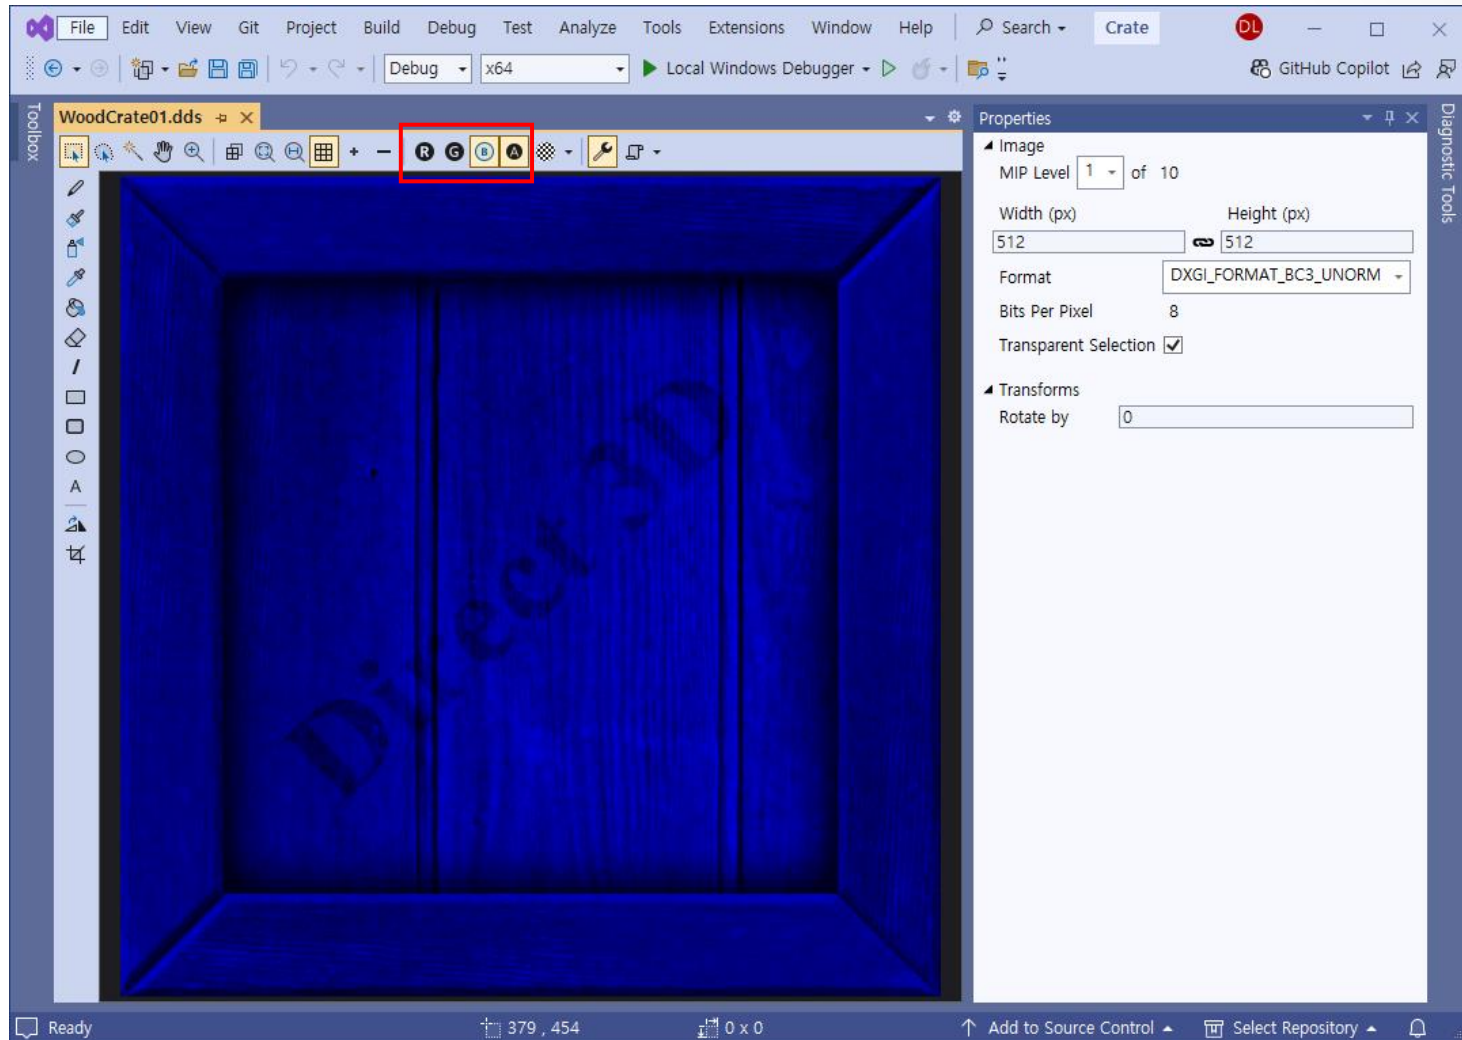 File Edit View Git Project Build Debug Test Analyze Tools Extensions Window Help Search Crate DL
Debug x64 Local Windows Debugger GitHub Copilot
Toolbox
WoodCrate01.dds
R G B A
A
Direct 3D
Properties
Image
MIP Level 1 of 10
Width (px) Height (px)
512 512
Format DXGI_FORMAT_BC3_UNORM
Bits Per Pixel 8
Transparent Selection
Transforms
Rotate by 0
Diagnostic Tools
Ready 379 , 454 0 x 0 Add to Source Control Select Repository